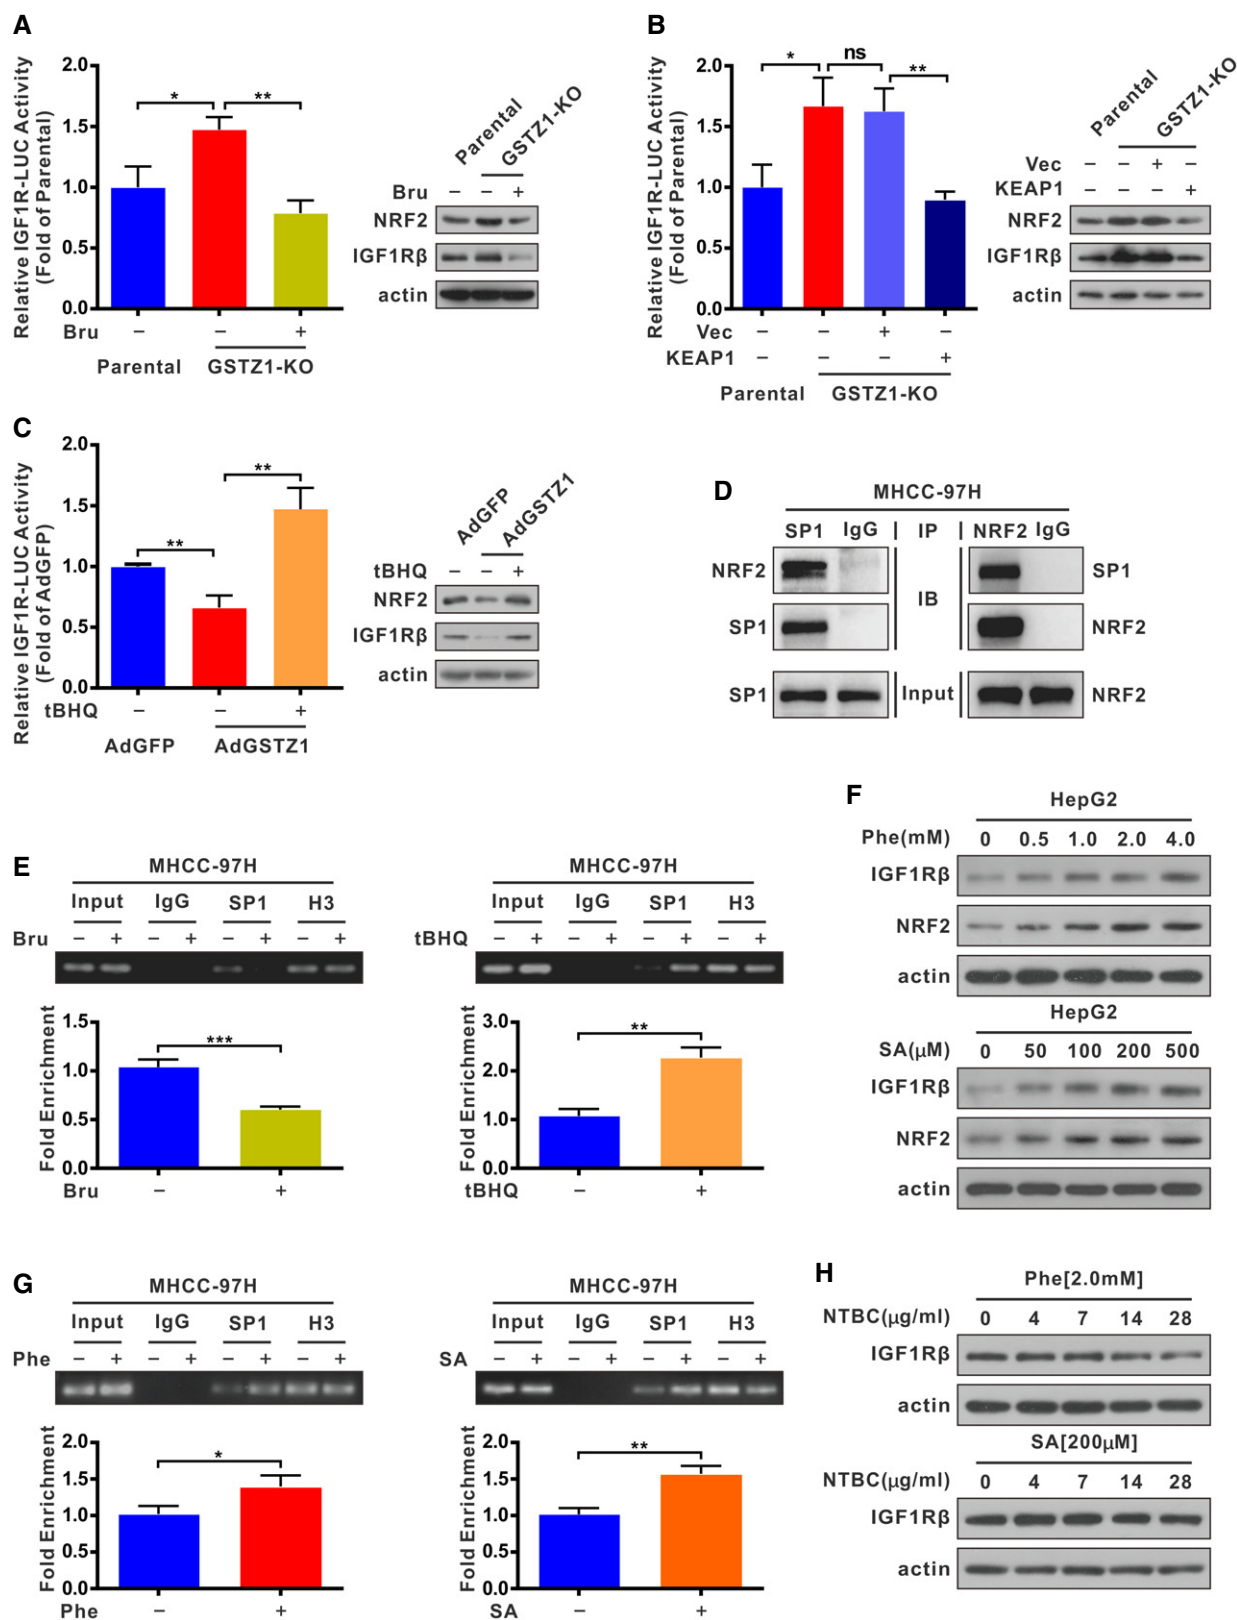 A
Relative IGF1R-LUC Activity
(Fold of Parental)
2.0
1.5
1.0
0.5
0.0
* **
Bru – – +
Parental GSTZ1-KO
Parental GSTZ1-KO
Bru – – +
NRF2
IGF1Rβ
actin
B
Relative IGF1R-LUC Activity
(Fold of Parental)
2.0
1.5
1.0
0.5
0.0
* ns **
Vec – – + –
KEAP1 – – – +
Parental GSTZ1-KO
Parental GSTZ1-KO
Vec – – + –
KEAP1 – – – +
NRF2
IGF1Rβ
actin
C
Relative IGF1R-LUC Activity
(Fold of AdGFP)
2.0
1.5
1.0
0.5
0.0
** **
tBHQ – – +
AdGFP AdGSTZ1
AdGFP AdGSTZ1
tBHQ – – +
NRF2
IGF1Rβ
actin
D
MHCC-97H
SP1 IgG IP NRF2 IgG
NRF2 SP1
IB
SP1 NRF2
SP1 Input NRF2
E
MHCC-97H
Input IgG SP1 H3
Bru – + – + – + – +
Fold Enrichment
1.5
1.0
0.5
0.0
***
Bru – +
MHCC-97H
Input IgG SP1 H3
tBHQ – + – + – + – +
Fold Enrichment
3.0
2.0
1.0
0.0
**
tBHQ – +
F
HepG2
Phe(mM) 0 0.5 1.0 2.0 4.0
IGF1Rβ
NRF2
actin
HepG2
SA(μM) 0 50 100 200 500
IGF1Rβ
NRF2
actin
G
MHCC-97H
Input IgG SP1 H3
Phe – + – + – + – +
Fold Enrichment
2.0
1.5
1.0
0.5
0.0
*
Phe – +
MHCC-97H
Input IgG SP1 H3
SA – + – + – + – +
Fold Enrichment
2.0
1.5
1.0
0.5
0.0
**
SA – +
H
Phe[2.0mM]
NTBC(μg/ml) 0 4 7 14 28
IGF1Rβ
actin
SA[200μM]
NTBC(μg/ml) 0 4 7 14 28
IGF1Rβ
actin